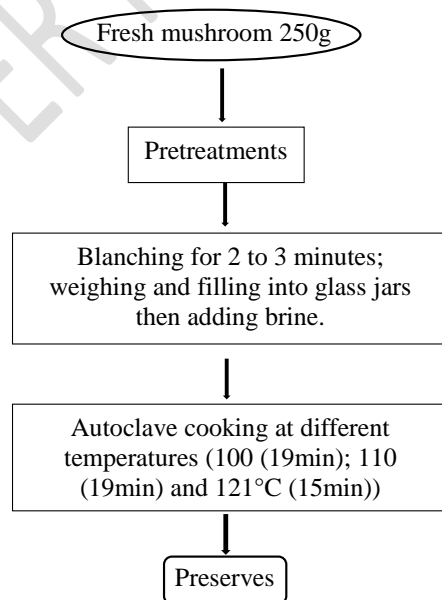 Fresh mushroom 250g
Pretreatments
Blanching for 2 to 3 minutes;
weighing and filling into glass jars
then adding brine.
Autoclave cooking at different
temperatures (100 (19min); 110
(19min) and 121°C (15min))
Preserves